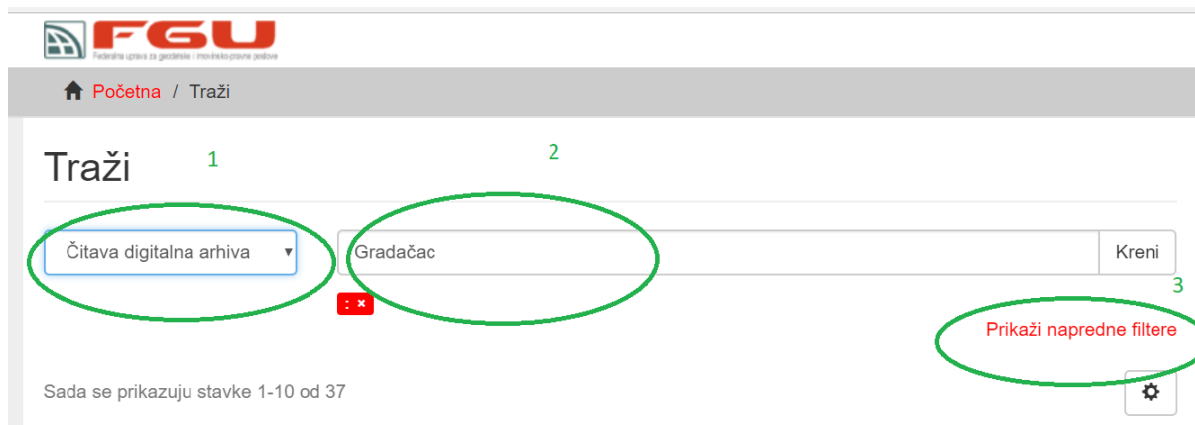 FGU
Federalna uprava za geodetske i imovinsko-pravne poslove
Početna / Traži
Traži
1
2
Čitava digitalna arhiva
Gradačac
Kreni
: ×
3
Prikaži napredne filtere
Sada se prikazuju stavke 1-10 od 37